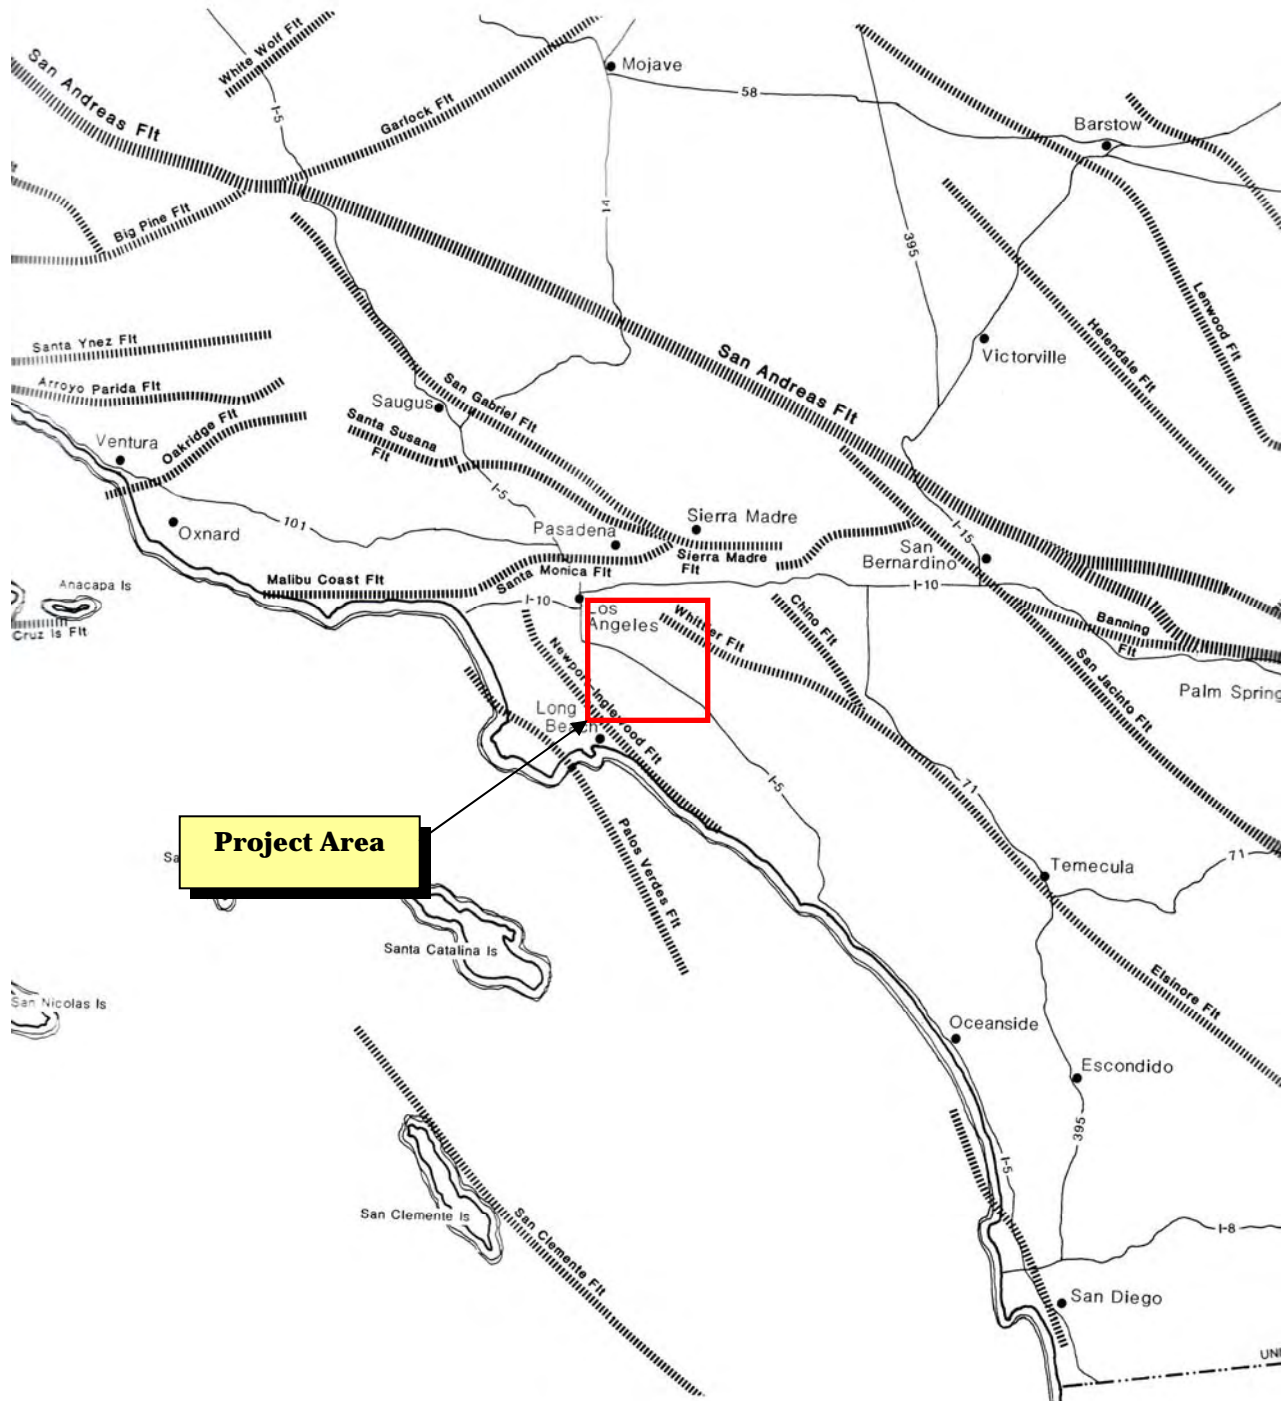 White Wolf Flt
San Andreas Flt
I-5
Garlock Flt
Mojave
58
Barstow
Big Pine Flt
14
395
Lenwood Flt
Helendale Flt
Santa Ynez Flt
Victorville
San Andreas Flt
Arroyo Parida Flt
San Gabriel Flt
Saugus
Santa Susana
Flt
Oakridge Flt
Ventura
I-5
101
Oxnard
Pasadena
Sierra Madre
I-15
San
Bernardino
Sierra Madre
Flt
Santa Monica Flt
Malibu Coast Flt
Anacapa Is
I-10
I-10
Los
Angeles
Cruz Is Flt
Whittier Flt
Chino Flt
Banning
Flt
San Jacinto Flt
Palm Spring
Newport-Inglewood Flt
Long
Beach
I-5
71
Project Area
Sa
Palos Verdes Flt
Temecula
71
Santa Catalina Is
San Nicolas Is
Elsinore Flt
Oceanside
Escondido
395
I-5
San Clemente Is
San Clemente Flt
I-8
San Diego
UNI